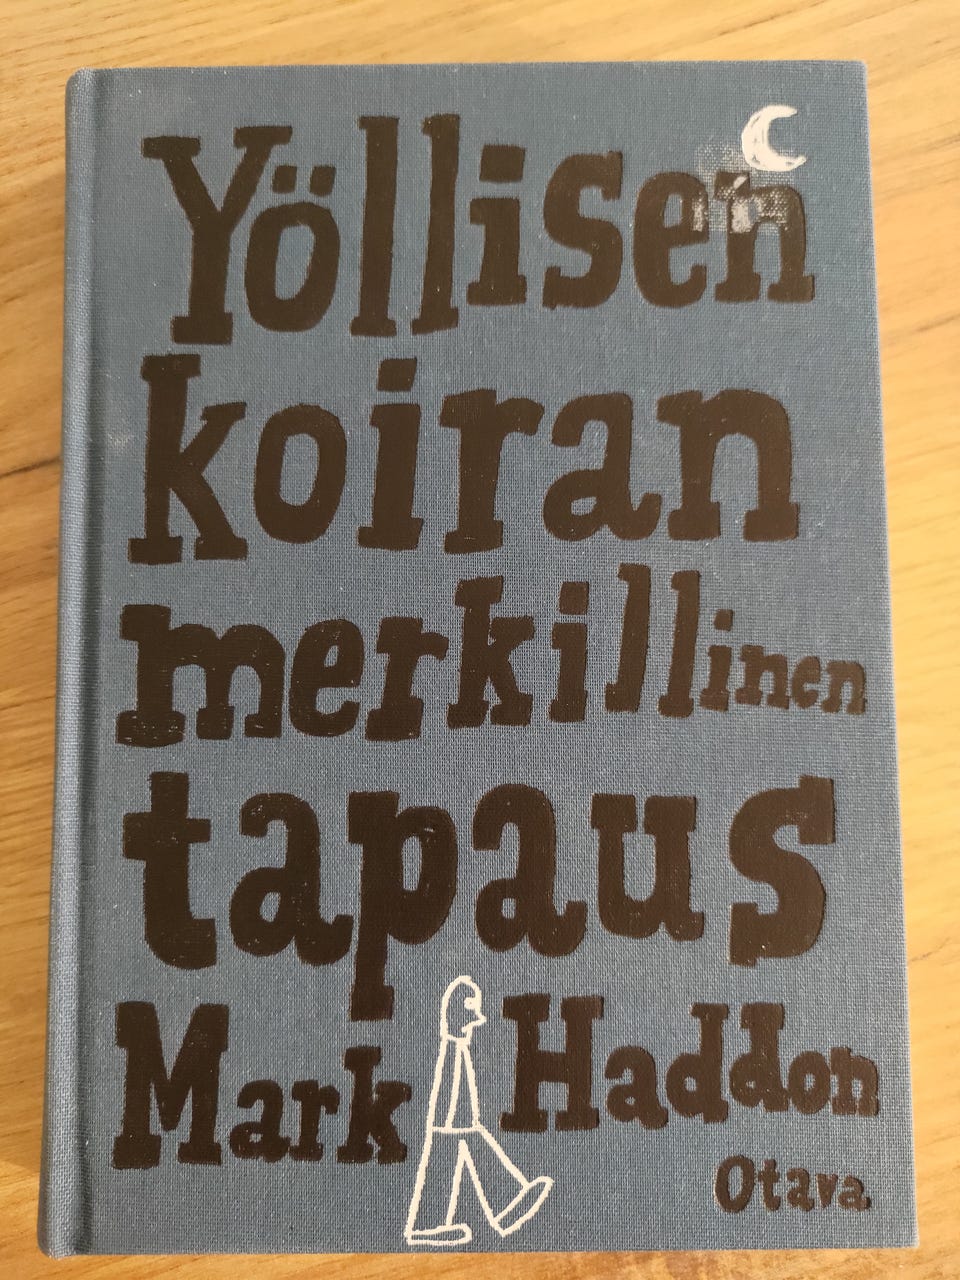 Yöllisen
koiran
merkillinen
tapaus
Mark Haddon
Otava